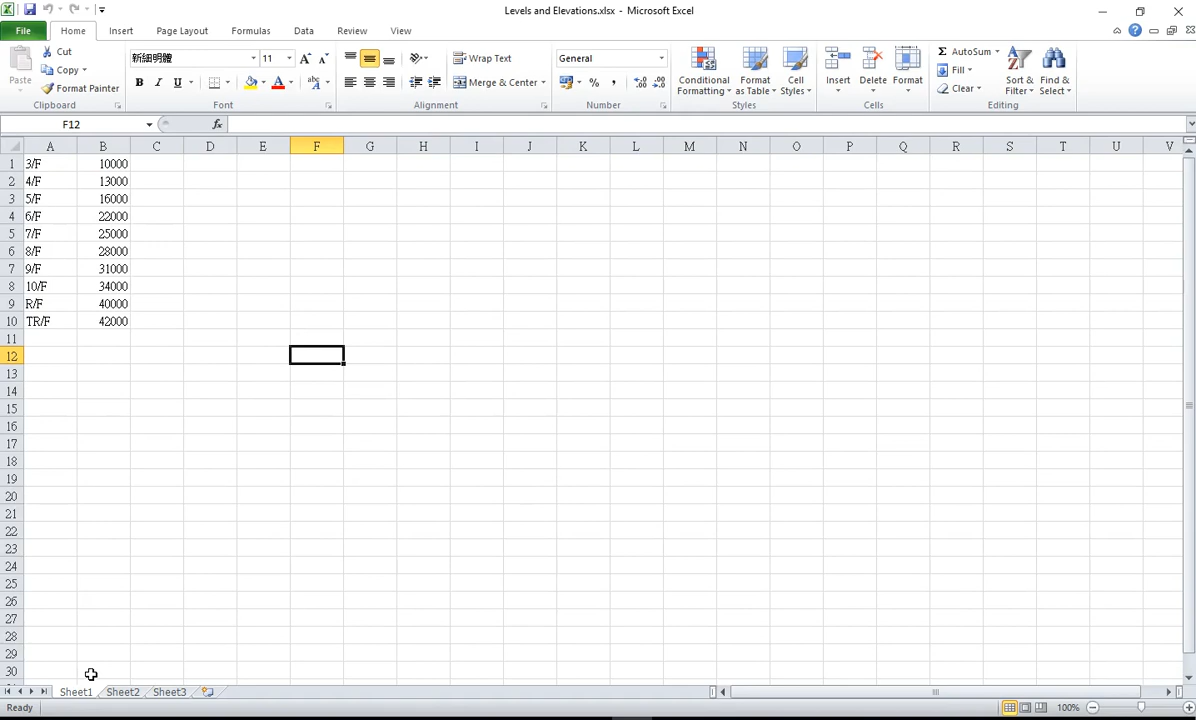 Levels and Elevations.xlsx - Microsoft Excel
File Home Insert Page Layout Formulas Data Review View
Paste Cut Copy Format Painter Clipboard
新細明體 11 B I U Font
Wrap Text Merge & Center Alignment
General % , Number
Conditional Formatting Format as Table Cell Styles Styles
Insert Delete Format Cells
AutoSum Fill Clear Sort & Filter Find & Select Editing
F12 fx
A B C D E F G H I J K L M N O P Q R S T U V
1 3/F 10000
2 4/F 13000
3 5/F 16000
4 6/F 22000
5 7/F 25000
6 8/F 28000
7 9/F 31000
8 10/F 34000
9 R/F 40000
10 TR/F 42000
11
12
13
14
15
16
17
18
19
20
21
22
23
24
25
26
27
28
29
30
Sheet1 Sheet2 Sheet3
Ready 100%